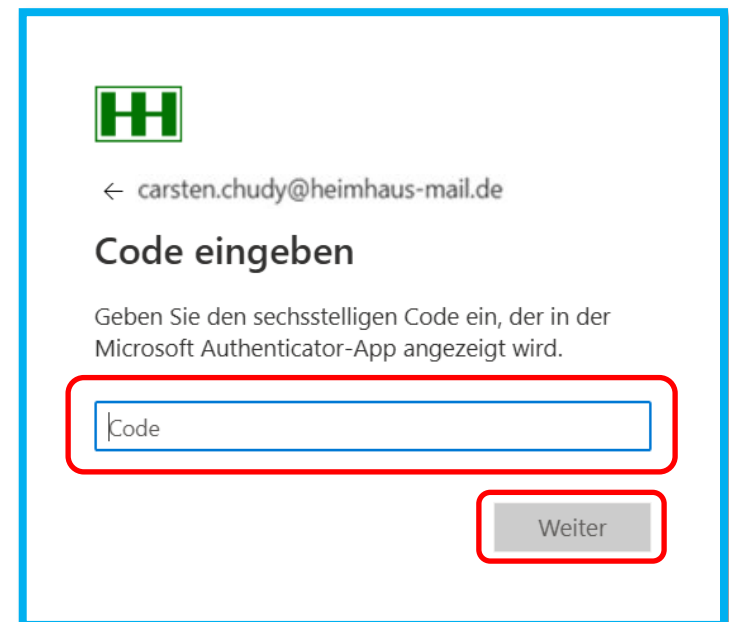 HH
← carsten.chudy@heimhaus-mail.de
Code eingeben
Geben Sie den sechsstelligen Code ein, der in der
Microsoft Authenticator-App angezeigt wird.
Code
Weiter